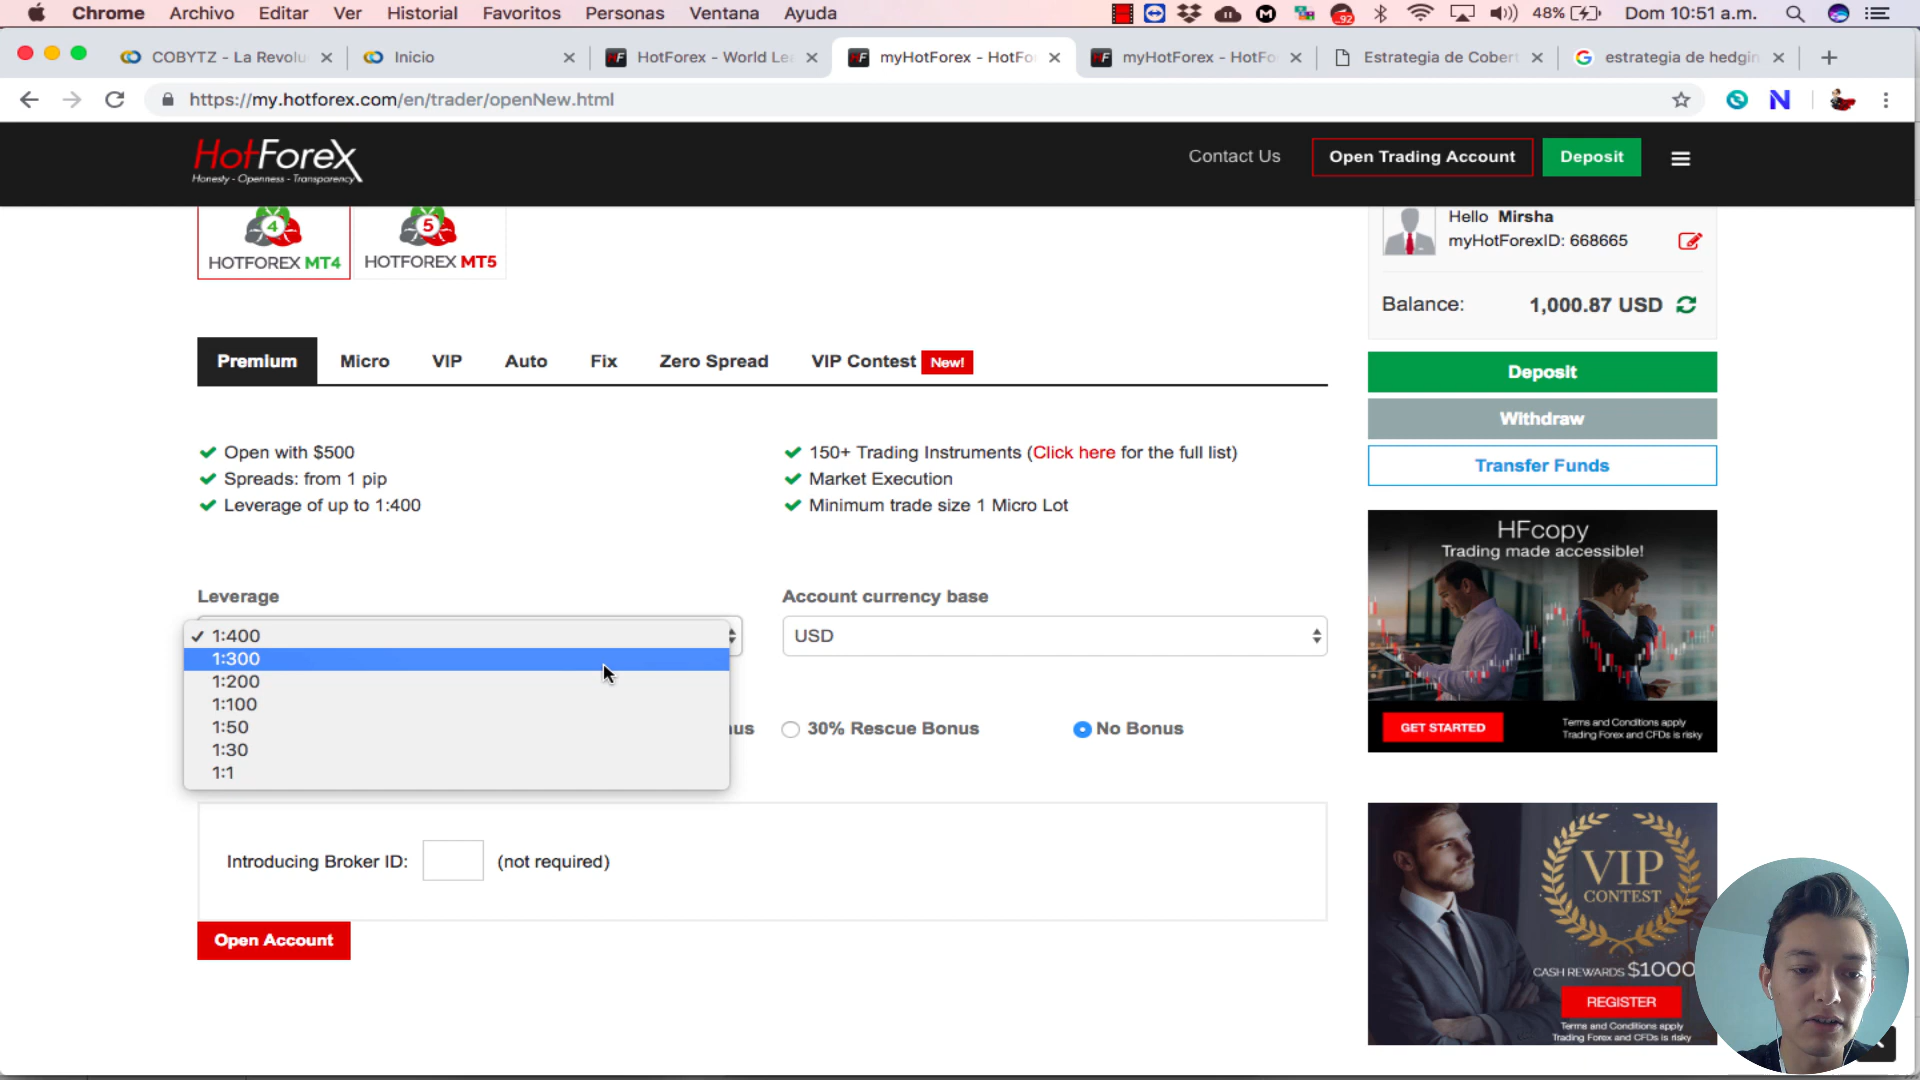 Chrome Archivo Editar Ver Historial Favoritos Personas Ventana Ayuda 92 48% Dom 10:51 a.m.
COBYTZ - La Revolu Inicio HotForex - World Lea myHotForex - HotFo myHotForex - HotFo Estrategia de Cobert estrategia de hedgin
https://my.hotforex.com/en/trader/openNew.html
HotForex
Honesty - Openness - Transparency
Contact Us Open Trading Account Deposit
4
HOTFOREX MT4
5
HOTFOREX MT5
Hello Mirsha
myHotForexID: 668665
Balance: 1,000.87 USD
Premium Micro VIP Auto Fix Zero Spread VIP Contest New!
Deposit
Withdraw
Transfer Funds
Open with $500
Spreads: from 1 pip
Leverage of up to 1:400
150+ Trading Instruments (Click here for the full list)
Market Execution
Minimum trade size 1 Micro Lot
HFcopy
Trading made accessible!
GET STARTED
Terms and Conditions apply
Trading Forex and CFDs is risky
Leverage
1:400
1:300
1:200
1:100
1:50
1:30
1:1
Account currency base
USD
30% Rescue Bonus No Bonus
Introducing Broker ID: (not required)
Open Account
VIP
CONTEST
CASH REWARDS $1000
REGISTER
Terms and Conditions apply
Trading Forex and CFDs is risky